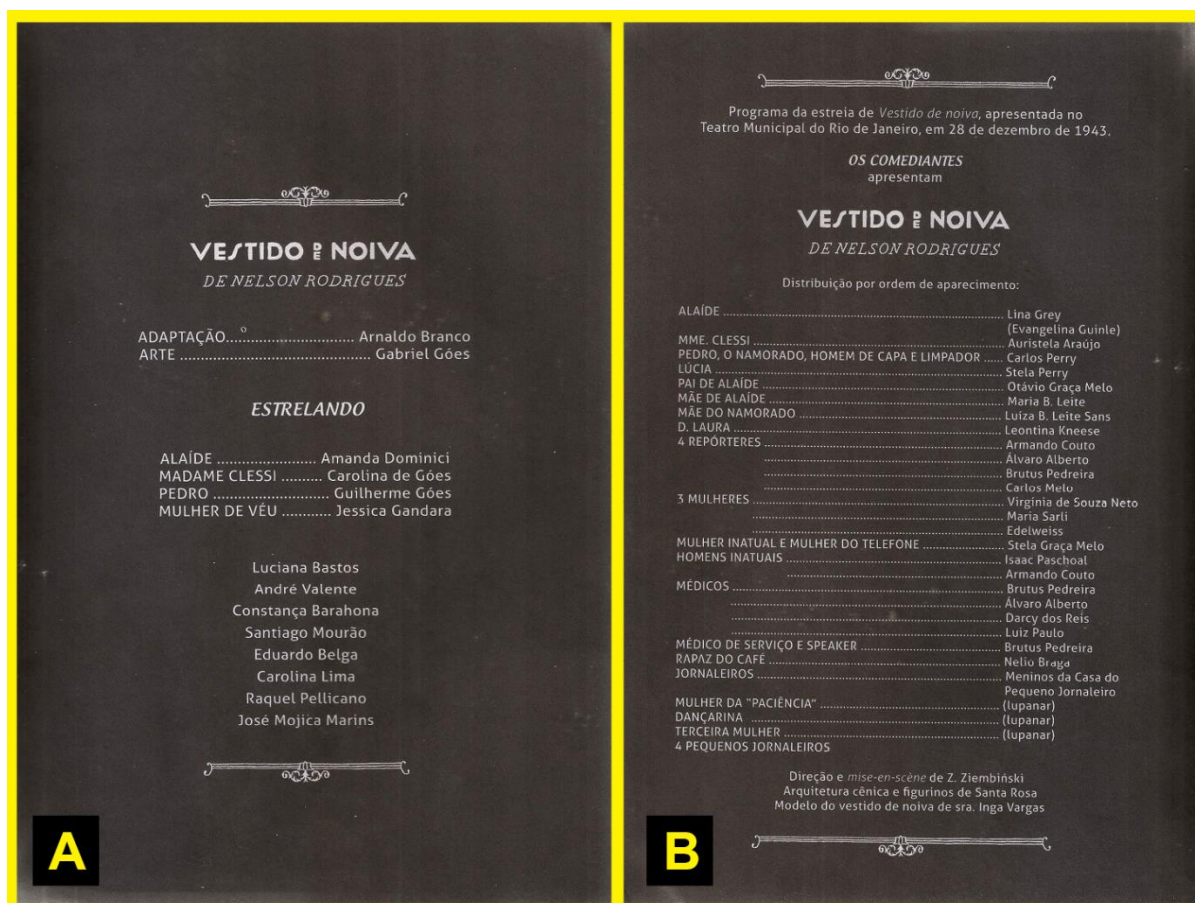 VESTIDO DE NOIVA
DE NELSON RODRIGUES
ADAPTAÇÃO............................ Arnaldo Branco
ARTE .......................................... Gabriel Góes
ESTRELANDO
ALAÍDE ....................... Amanda Dominici
MADAME CLESSI ......... Carolina de Góes
PEDRO ........................... Guilherme Góes
MULHER DE VÉU ........... Jessica Gandara
Luciana Bastos
André Valente
Constança Barahona
Santiago Mourão
Eduardo Belga
Carolina Lima
Raquel Pellicano
José Mojica Marins
A
Programa da estreia de Vestido de noiva, apresentada no
Teatro Municipal do Rio de Janeiro, em 28 de dezembro de 1943.
OS COMEDIANTES
apresentam
VESTIDO DE NOIVA
DE NELSON RODRIGUES
Distribuição por ordem de aparecimento:
ALAÍDE ........................................ Lina Grey
(Evangelina Guinle)
MME. CLESSI ........................................ Auristela Araújo
PEDRO, O NAMORADO, HOMEM DE CAPA E LIMPADOR ..... Carlos Perry
LÚCIA ........................................ Stela Perry
PAI DE ALAÍDE ........................................ Otávio Graça Melo
MÃE DE ALAÍDE ........................................ Maria B. Leite
MÃE DO NAMORADO ........................................ Luiza B. Leite Sans
D. LAURA ........................................ Leontina Kneese
4 REPÓRTERES ........................................ Armando Couto
........................................ Álvaro Alberto
........................................ Brutus Pedreira
........................................ Carlos Melo
3 MULHERES ........................................ Virgínia de Souza Neto
........................................ Maria Sarli
........................................ Edelweiss
MULHER INATUAL E MULHER DO TELEFONE .................... Stela Graça Melo
HOMENS INATUAIS ........................................ Isaac Paschoal
........................................ Armando Couto
MÉDICOS ........................................ Brutus Pedreira
........................................ Álvaro Alberto
........................................ Darcy dos Reis
........................................ Luiz Paulo
MÉDICO DE SERVIÇO E SPEAKER ............................ Brutus Pedreira
RAPAZ DO CAFÉ ........................................ Nelio Braga
JORNALEIROS ........................................ Meninos da Casa do
Pequeno Jornaleiro
MULHER DA "PACIÊNCIA" ........................................ (lupanar)
DANÇARINA ........................................ (lupanar)
TERCEIRA MULHER ........................................ (lupanar)
4 PEQUENOS JORNALEIROS
Direção e mise-en-scène de Z. Ziembiński
Arquitetura cênica e figurinos de Santa Rosa
Modelo do vestido de noiva de sra. Inga Vargas
B